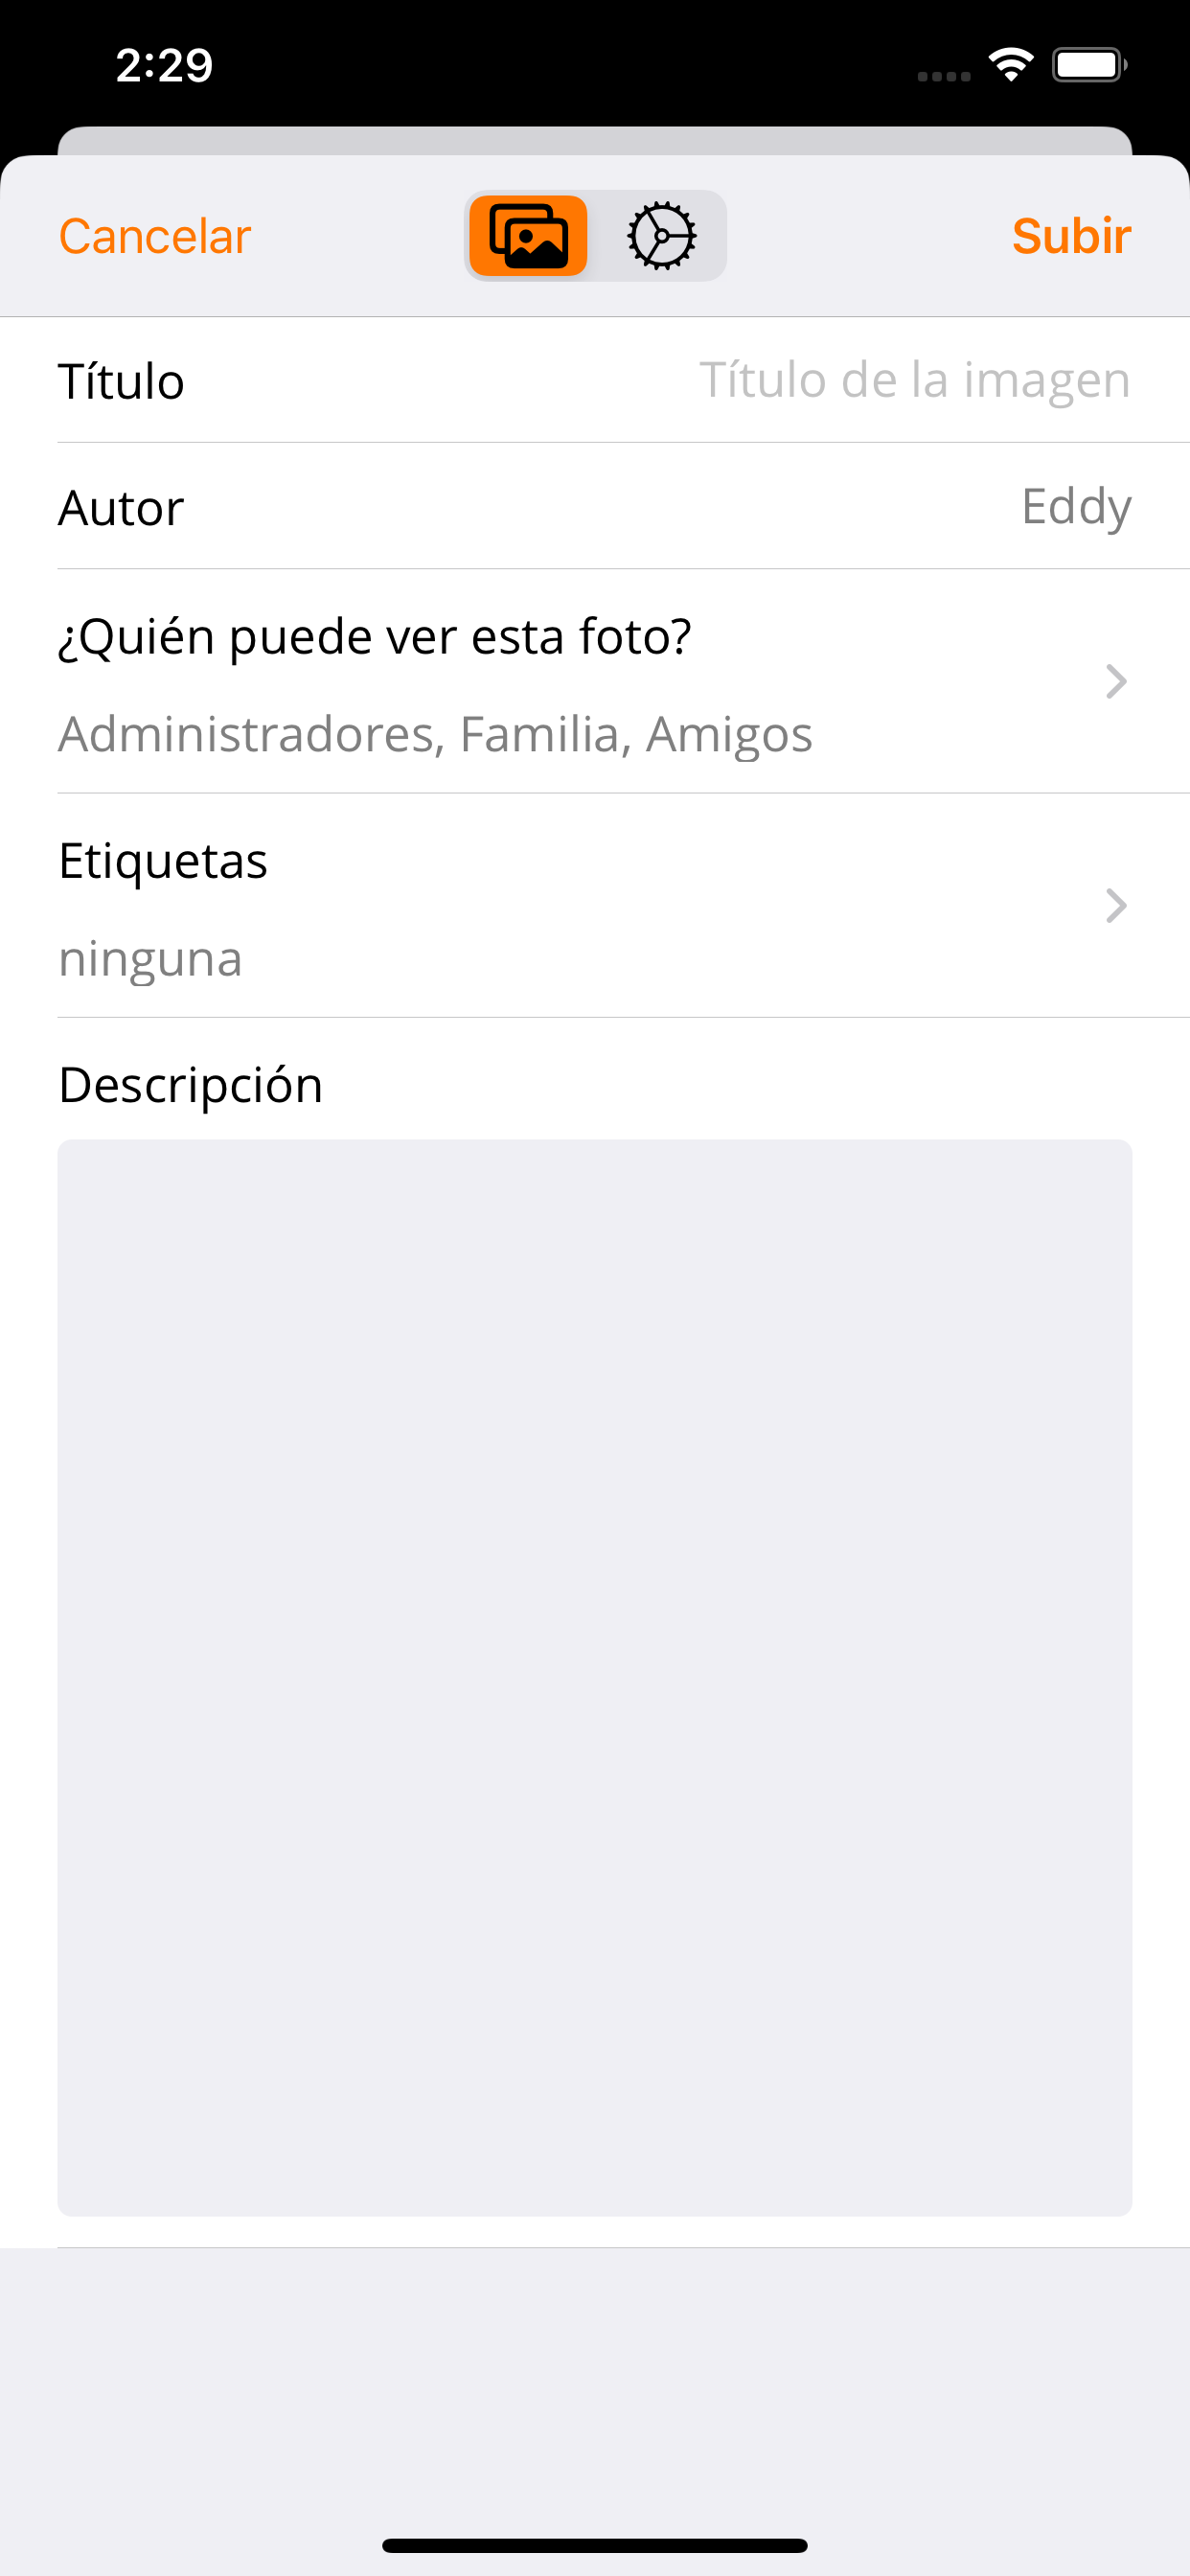 2:29
Cancelar
Subir
Título
Título de la imagen
Autor
Eddy
¿Quién puede ver esta foto?
Administradores, Familia, Amigos
Etiquetas
ninguna
Descripción